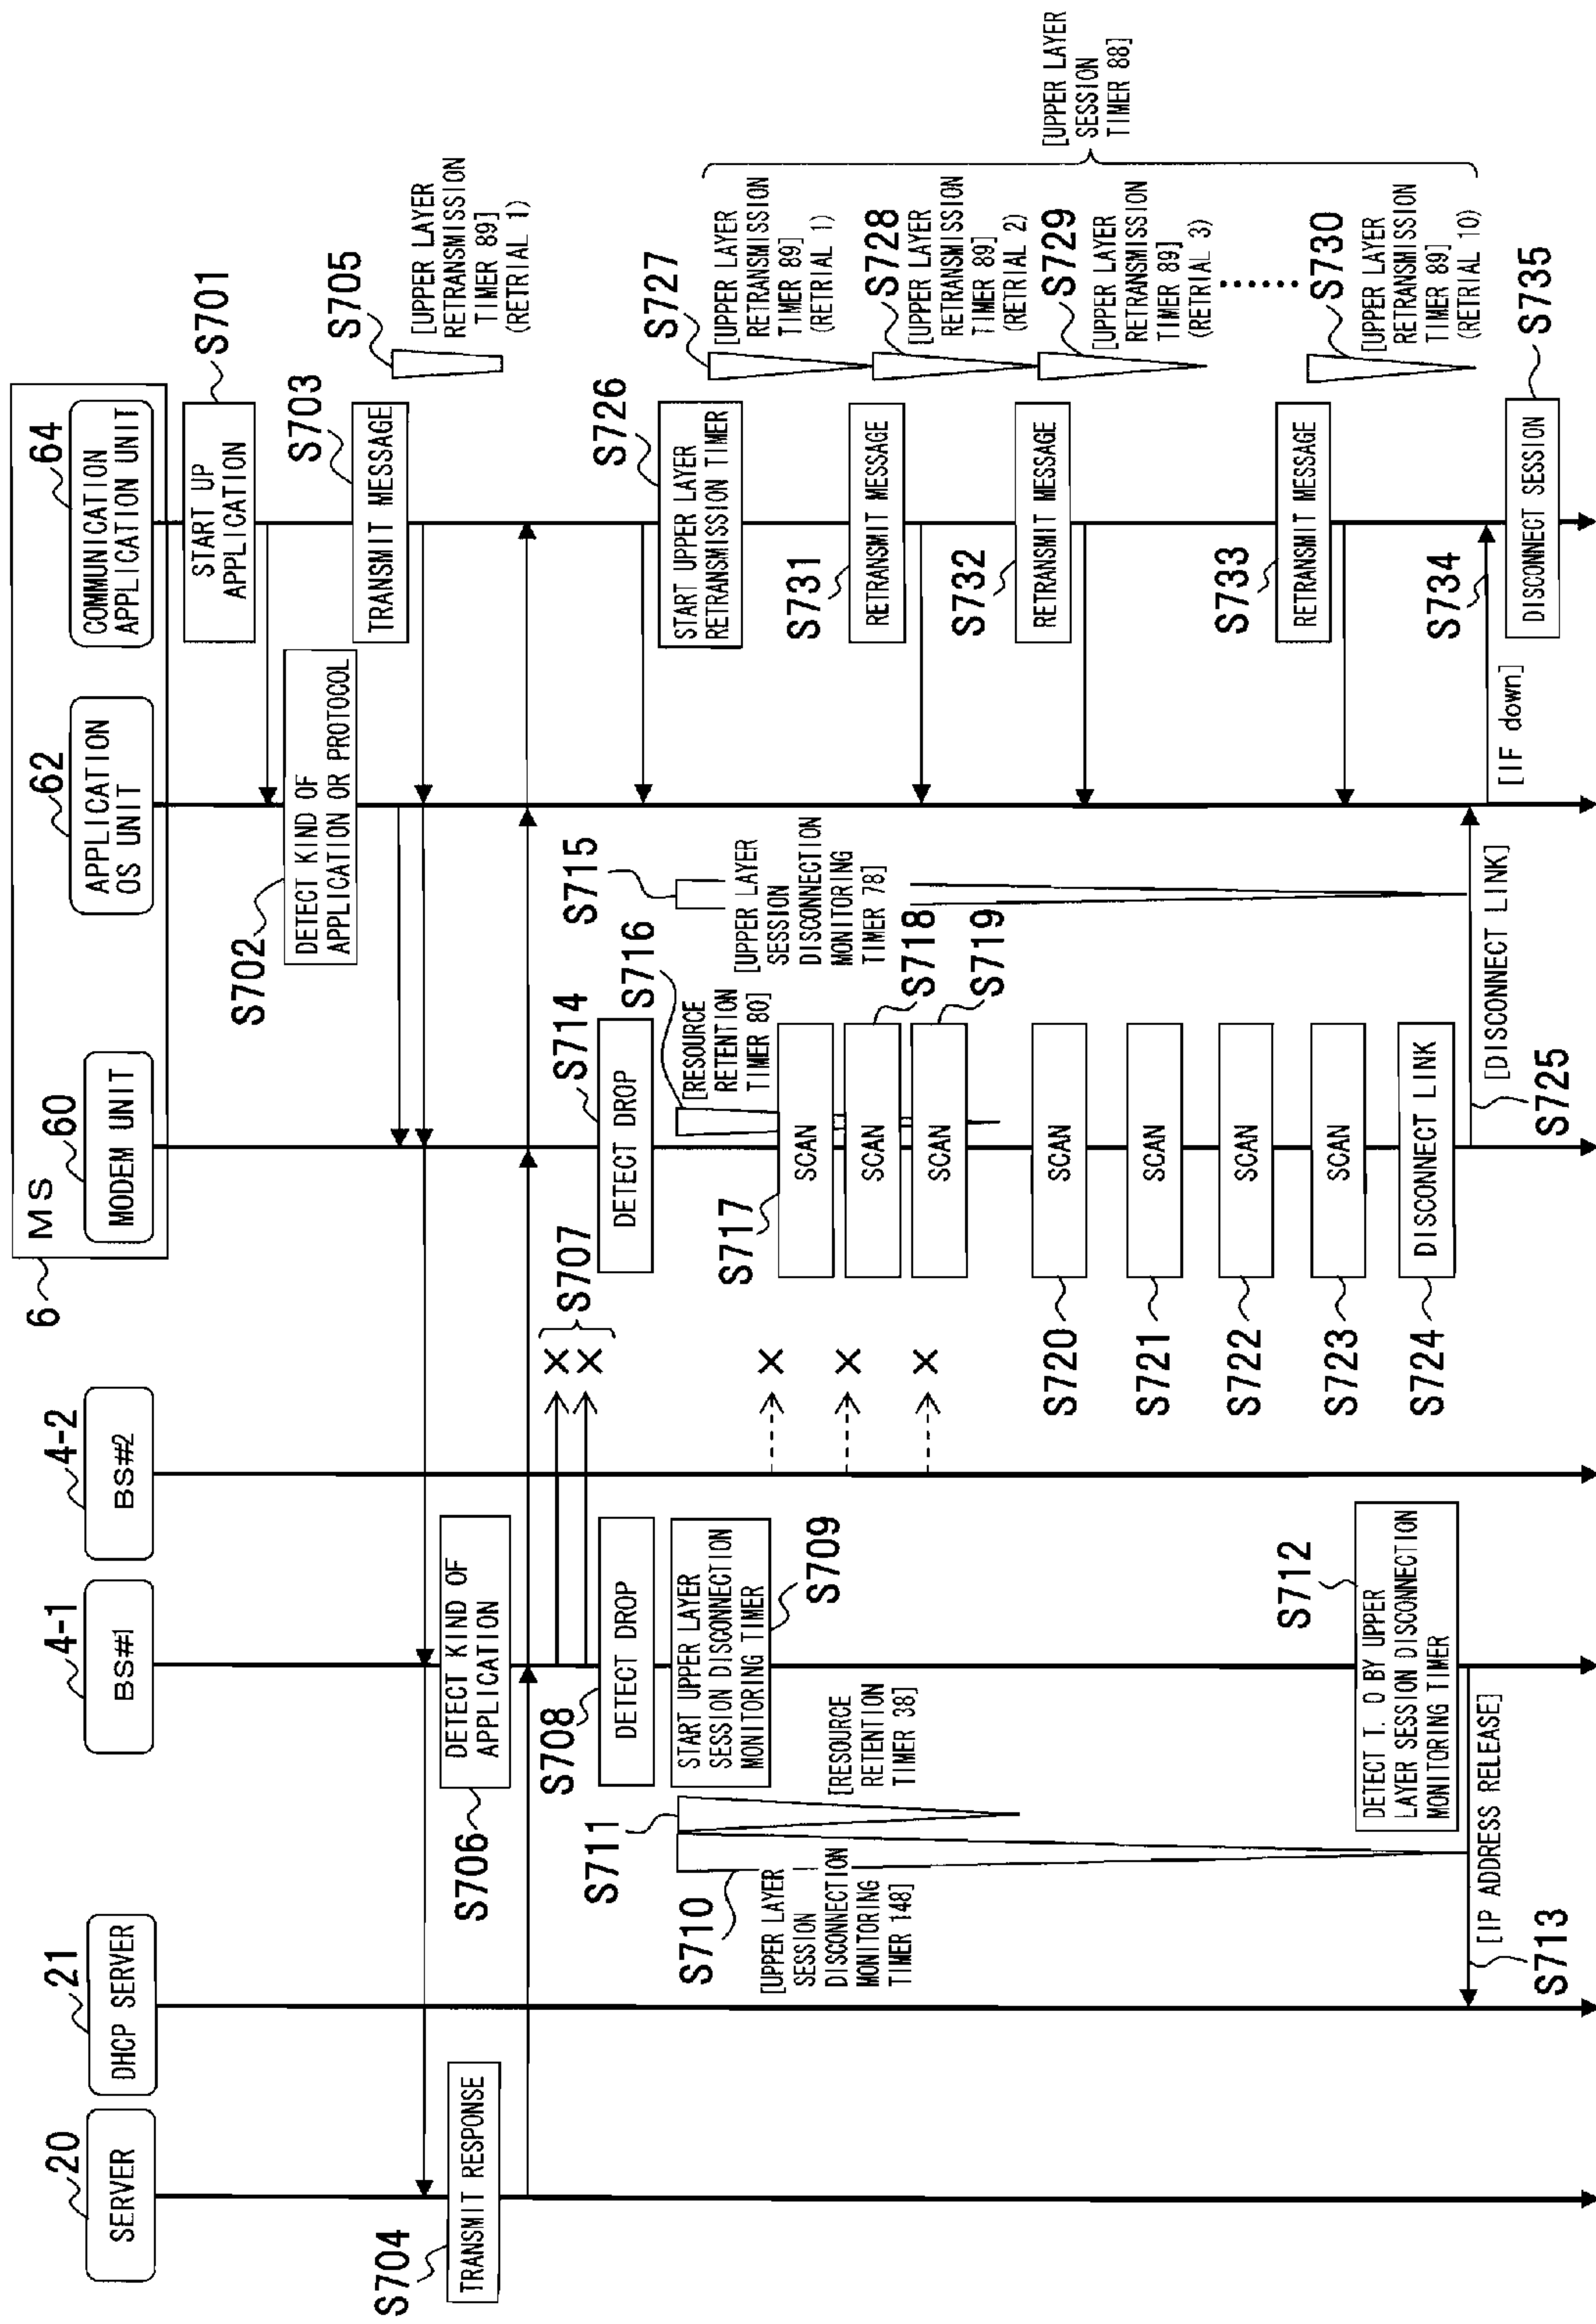 6
MS
20
21
4-1
4-2
60
62
64
SERVER
DHCP SERVER
BS#1
BS#2
MODEM UNIT
APPLICATION
OS UNIT
COMMUNICATION
APPLICATION UNIT
START UP
APPLICATION
S701
S702
DETECT KIND OF
APPLICATION OR PROTOCOL
S703
TRANSMIT MESSAGE
S705
[UPPER LAYER
RETRANSMISSION
TIMER 89]
(RETRIAL 1)
S704
TRANSMIT RESPONSE
S706
DETECT KIND OF
APPLICATION
S707
X
X
S708
DETECT DROP
S714
DETECT DROP
START UPPER LAYER
SESSION DISCONNECTION
MONITORING TIMER
S709
S710
[UPPER LAYER
SESSION
DISCONNECTION
MONITORING
TIMER 148]
S711
[RESOURCE
RETENTION
TIMER 38]
S716
[RESOURCE
RETENTION
TIMER 80]
S715
[UPPER LAYER
SESSION
DISCONNECTION
MONITORING
TIMER 78]
S717
SCAN
X
SCAN
S718
X
SCAN
S719
X
S720
SCAN
S721
SCAN
S722
SCAN
S723
SCAN
S724
DISCONNECT LINK
[DISCONNECT LINK]
S725
S712
DETECT T. O BY UPPER
LAYER SESSION DISCONNECTION
MONITORING TIMER
[IP ADDRESS RELEASE]
S713
S726
START UPPER LAYER
RETRANSMISSION TIMER
S727
[UPPER LAYER
RETRANSMISSION
TIMER 89]
(RETRIAL 1)
S731
RETRANSMIT MESSAGE
S728
[UPPER LAYER
RETRANSMISSION
TIMER 89]
(RETRIAL 2)
S732
RETRANSMIT MESSAGE
S729
[UPPER LAYER
RETRANSMISSION
TIMER 89]
(RETRIAL 3)
......
S733
RETRANSMIT MESSAGE
S730
[UPPER LAYER
RETRANSMISSION
TIMER 89]
(RETRIAL 10)
[UPPER LAYER
SESSION
TIMER 88]
S734
[IF down]
DISCONNECT SESSION
S735